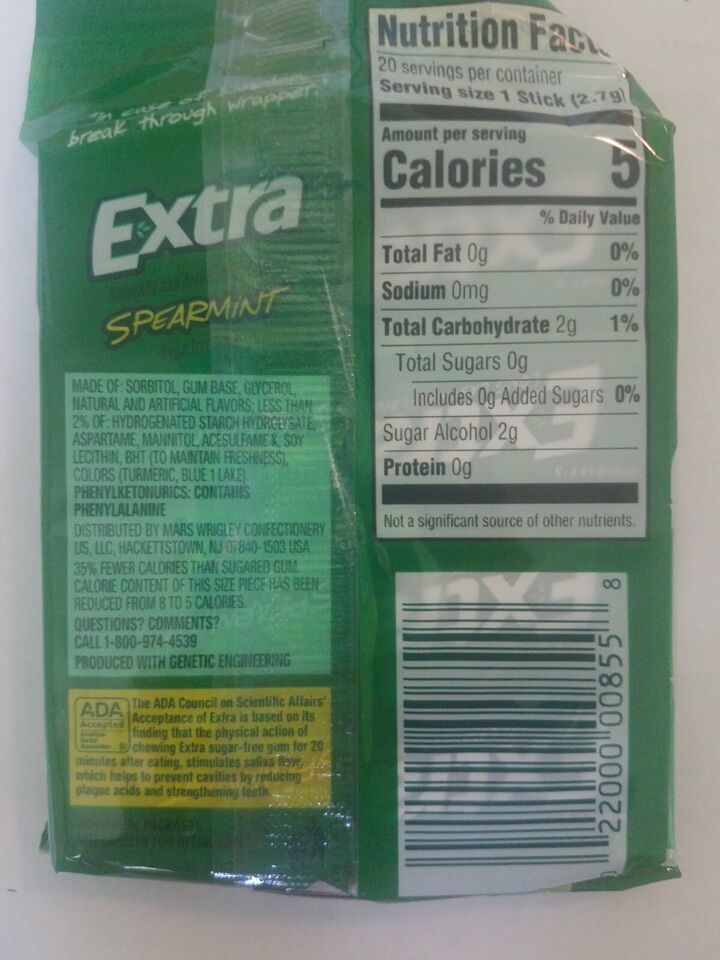 "In case of
break through wrapper.
Extra
SPEARMINT
MADE OF: SORBITOL, GUM BASE, GLYCEROL,
NATURAL AND ARTIFICIAL FLAVORS; LESS THAN
2% OF: HYDROGENATED STARCH HYDROLYSATE,
ASPARTAME, MANNITOL, ACESULFAME K, SOY
LECITHIN, BHT (TO MAINTAIN FRESHNESS),
COLORS (TURMERIC, BLUE 1 LAKE).
PHENYLKETONURICS: CONTAINS
PHENYLALANINE
DISTRIBUTED BY MARS WRIGLEY CONFECTIONERY
US, LLC, HACKETTSTOWN, NJ 07840-1503 USA
35% FEWER CALORIES THAN SUGARED GUM.
CALORIE CONTENT OF THIS SIZE PIECE HAS BEEN
REDUCED FROM 8 TO 5 CALORIES.
QUESTIONS? COMMENTS?
CALL 1-800-974-4539
PRODUCED WITH GENETIC ENGINEERING
ADA
Accepted
American
Dental
Association
The ADA Council on Scientific Affairs'
Acceptance of Extra is based on its
finding that the physical action of
chewing Extra sugar-free gum for 20
minutes after eating, stimulates saliva flow,
which helps to prevent cavities by reducing
plaque acids and strengthening teeth.
Nutrition Fac
20 servings per container
Serving size 1 Stick (2.7g)
Amount per serving
Calories 5
% Daily Value
Total Fat 0g 0%
Sodium 0mg 0%
Total Carbohydrate 2g 1%
Total Sugars 0g
Includes 0g Added Sugars 0%
Sugar Alcohol 2g
Protein 0g
Not a significant source of other nutrients.
22000 00855 8